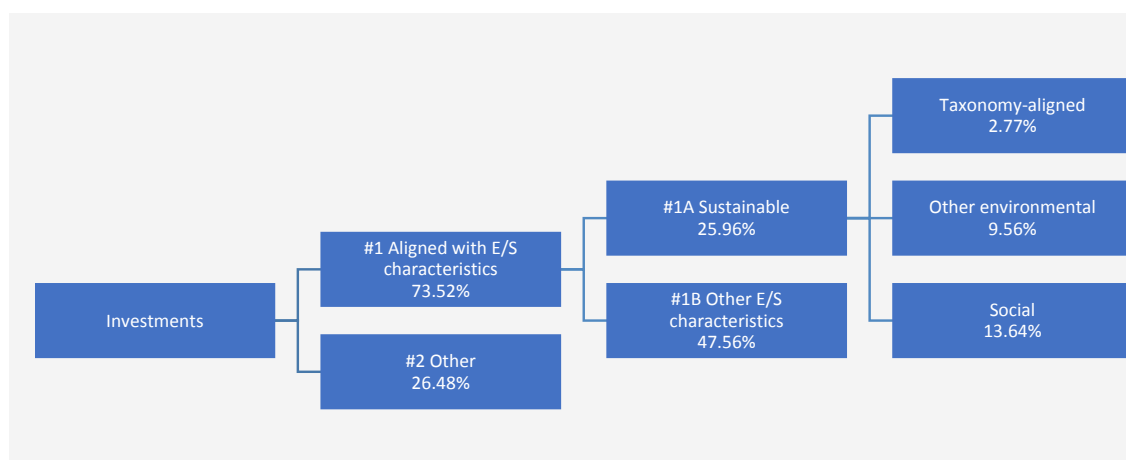 Investments
#1 Aligned with E/S
characteristics
73.52%
#2 Other
26.48%
#1A Sustainable
25.96%
#1B Other E/S
characteristics
47.56%
Taxonomy-aligned
2.77%
Other environmental
9.56%
Social
13.64%